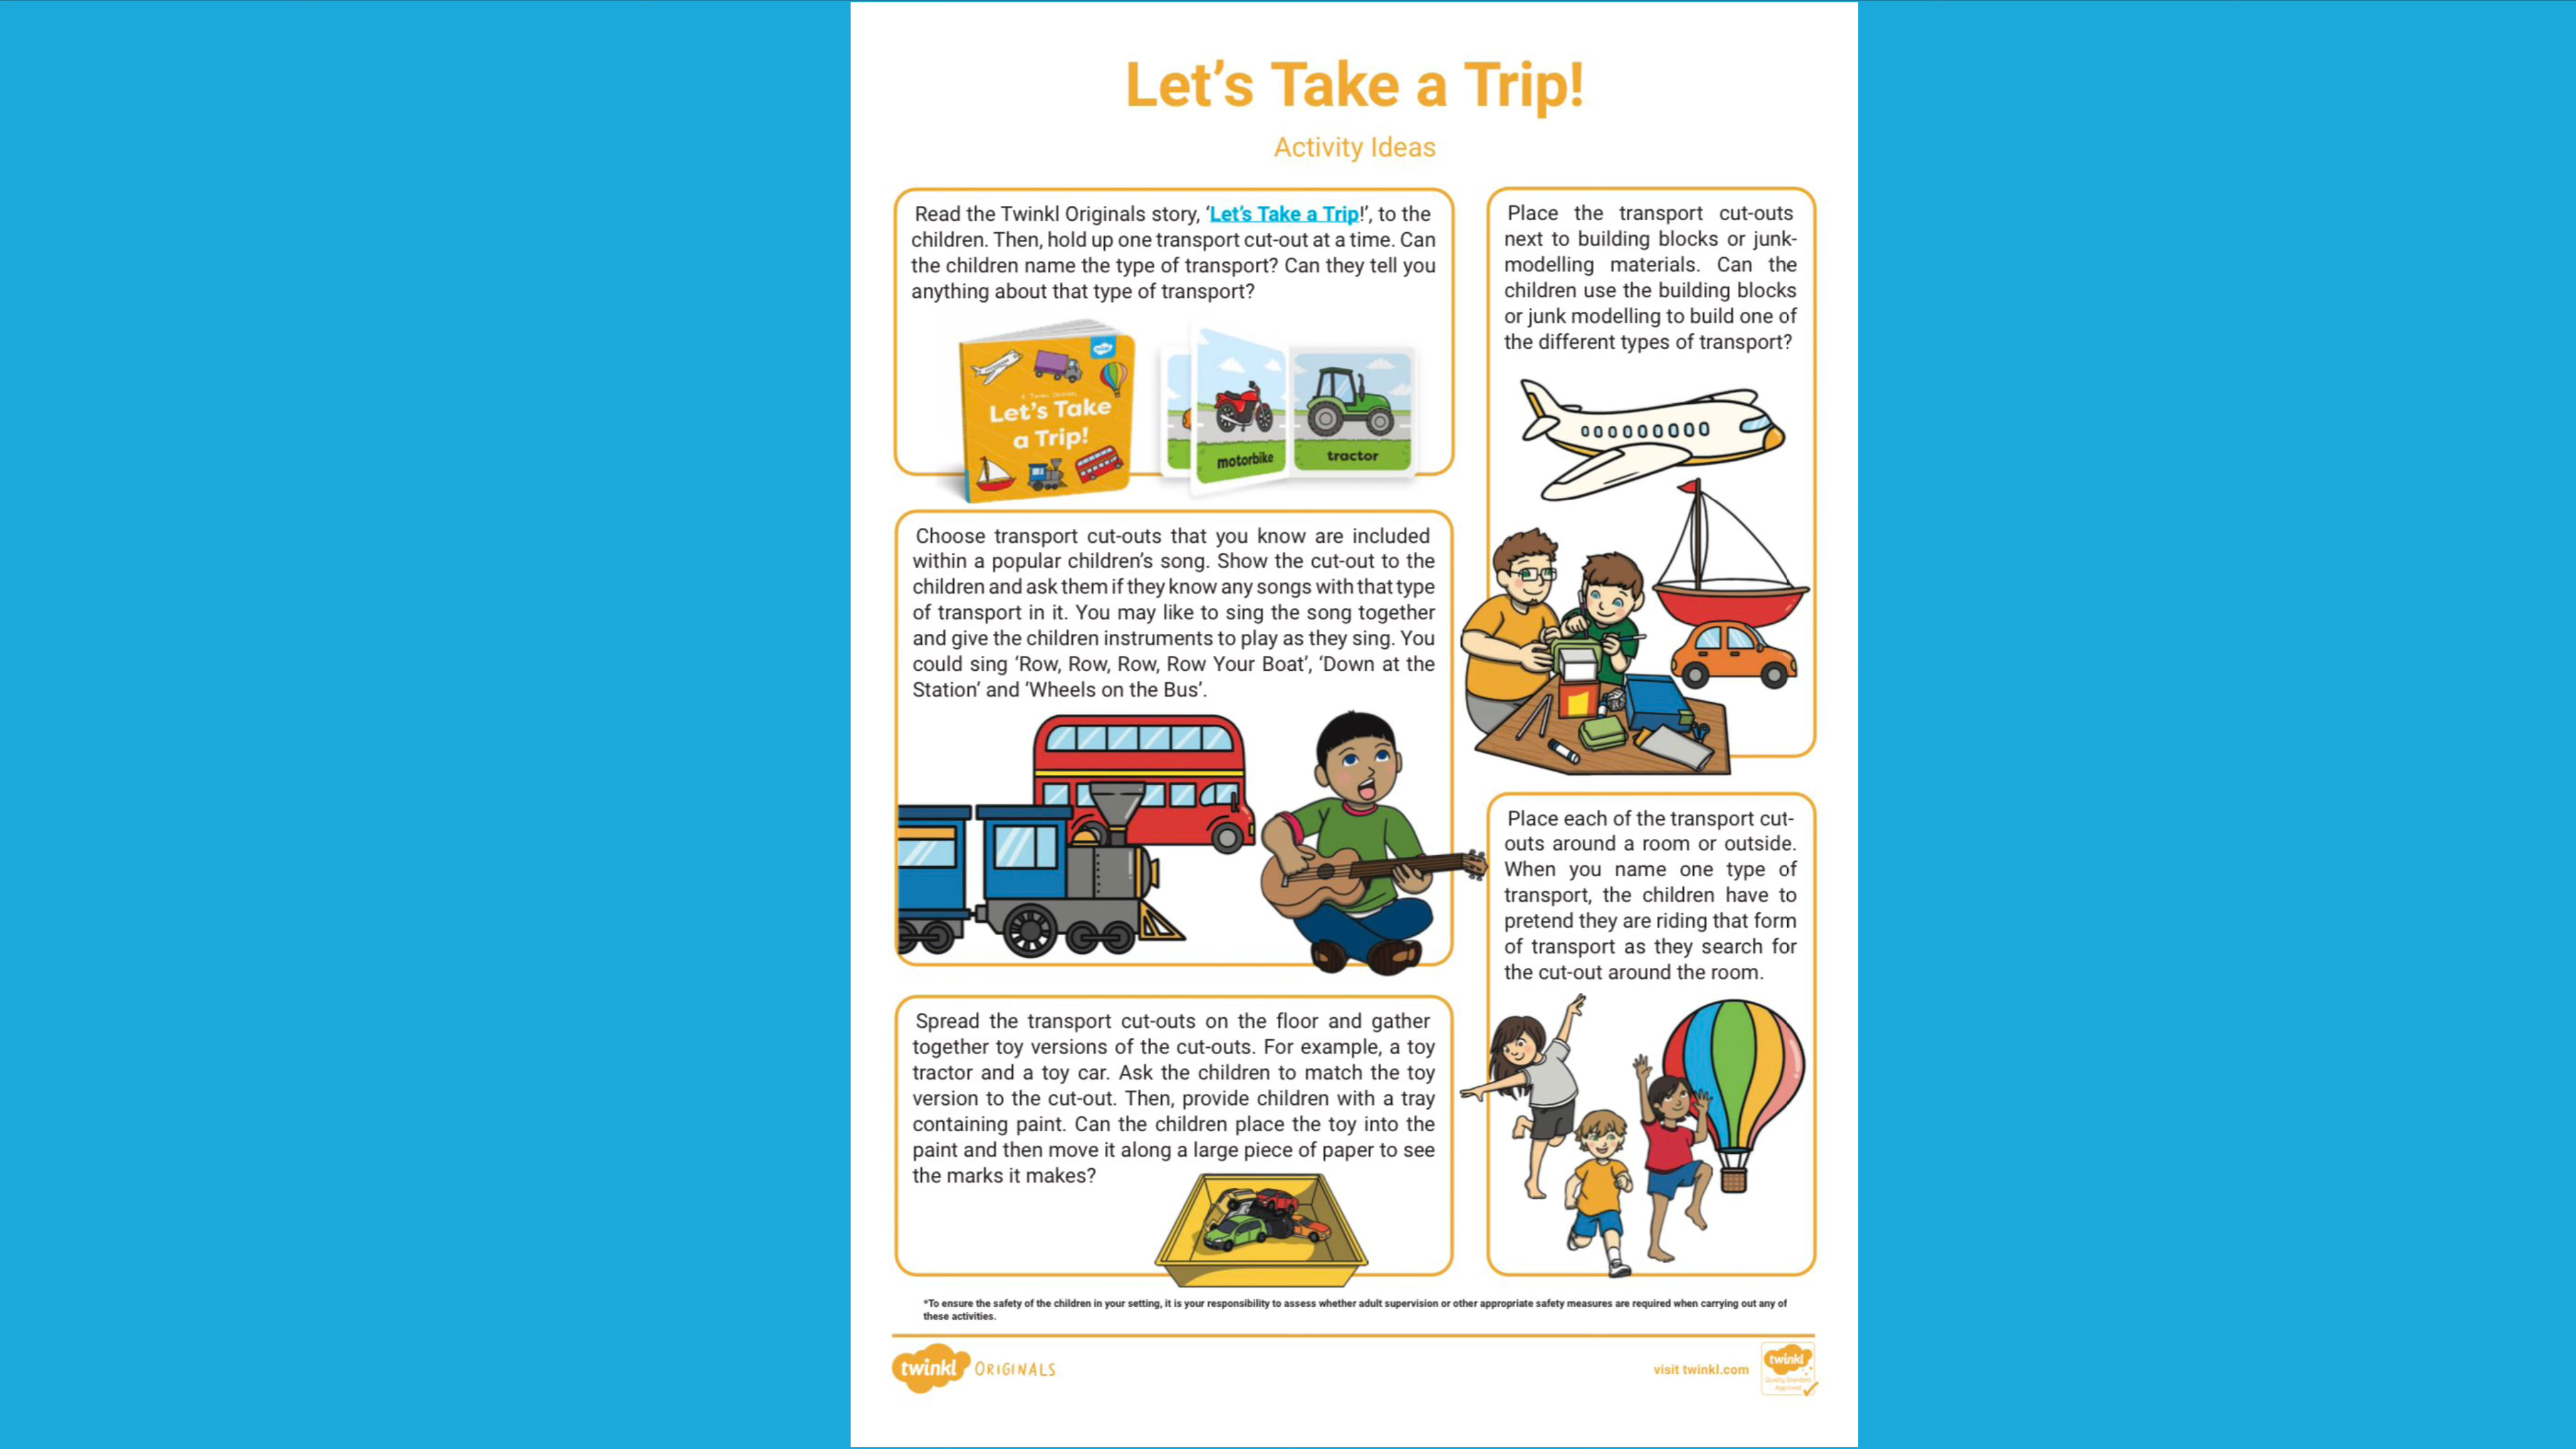 Let's Take a Trip!
Activity Ideas
Read the Twinkl Originals story, ‘Let's Take a Trip!’, to the
children. Then, hold up one transport cut-out at a time. Can
the children name the type of transport? Can they tell you
anything about that type of transport?
twinkl
A Twinkl Original
Let's Take
a Trip!
motorbike
tractor
Choose transport cut-outs that you know are included
within a popular children's song. Show the cut-out to the
children and ask them if they know any songs with that type
of transport in it. You may like to sing the song together
and give the children instruments to play as they sing. You
could sing ‘Row, Row, Row, Row Your Boat’, ‘Down at the
Station’ and ‘Wheels on the Bus’.
Spread the transport cut-outs on the floor and gather
together toy versions of the cut-outs. For example, a toy
tractor and a toy car. Ask the children to match the toy
version to the cut-out. Then, provide children with a tray
containing paint. Can the children place the toy into the
paint and then move it along a large piece of paper to see
the marks it makes?
Place the transport cut-outs
next to building blocks or junk-
modelling materials. Can the
children use the building blocks
or junk modelling to build one of
the different types of transport?
Place each of the transport cut-
outs around a room or outside.
When you name one type of
transport, the children have to
pretend they are riding that form
of transport as they search for
the cut-out around the room.
*To ensure the safety of the children in your setting, it is your responsibility to assess whether adult supervision or other appropriate safety measures are required when carrying out any of
these activities.
twinkl ORIGINALS
visit twinkl.com
twinkl
Quality Standard
Approved